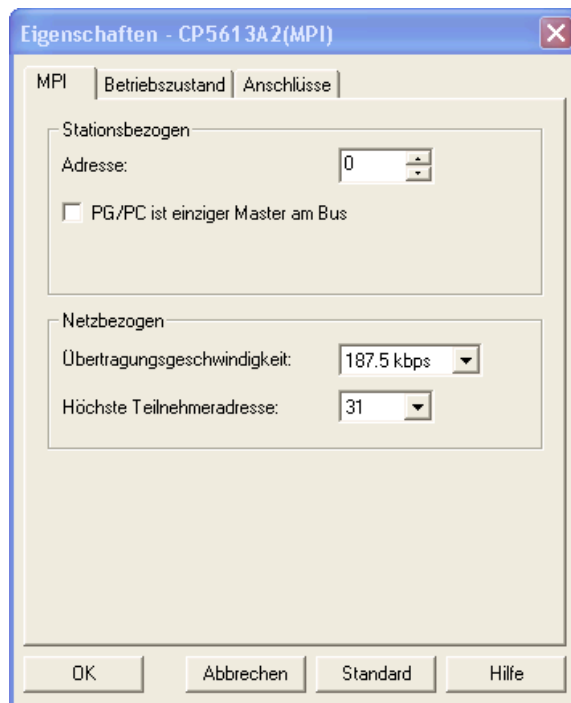 Eigenschaften - CP5613A2(MPI)
MPI Betriebszustand Anschlüsse
Stationsbezogen
Adresse: 0
PG/PC ist einziger Master am Bus
Netzbezogen
Übertragungsgeschwindigkeit: 187.5 kbps
Höchste Teilnehmeradresse: 31
OK Abbrechen Standard Hilfe